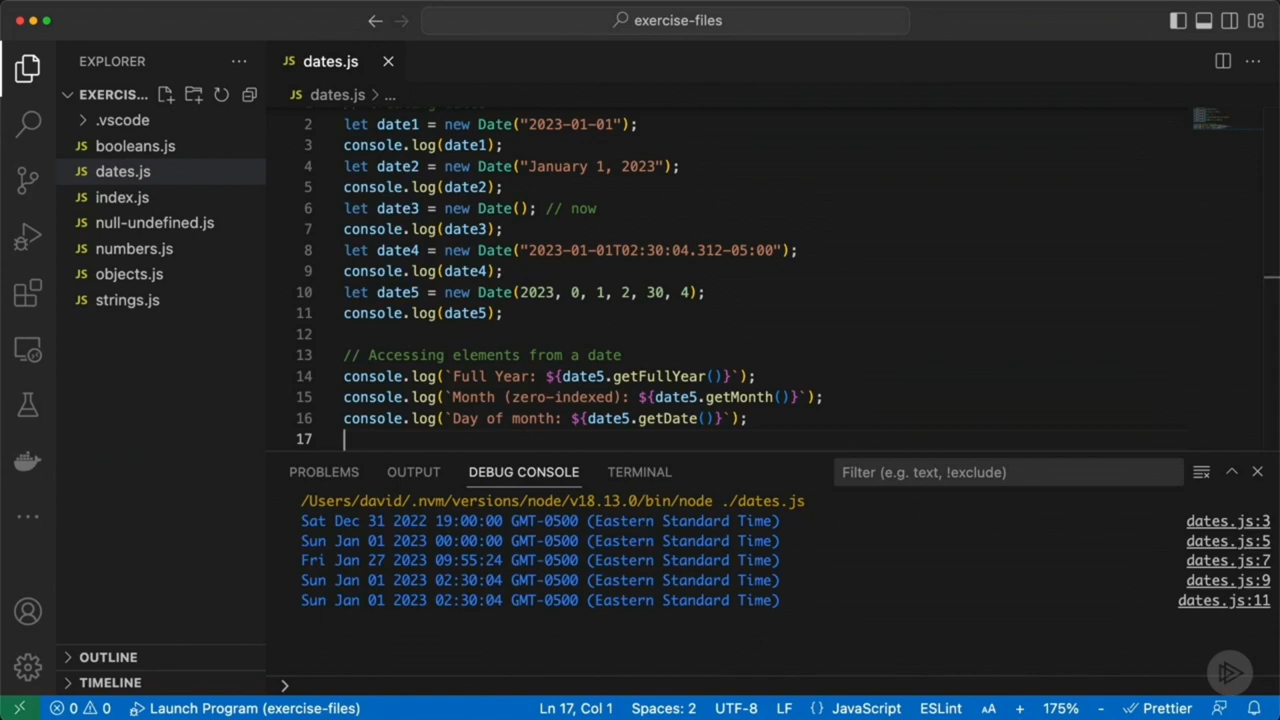 exercise-files
EXPLORER
JS dates.js
EXERCIS...
JS dates.js > ...
.vscode
JS booleans.js
JS dates.js
JS index.js
JS null-undefined.js
JS numbers.js
JS objects.js
JS strings.js
2 let date1 = new Date("2023-01-01");
3 console.log(date1);
4 let date2 = new Date("January 1, 2023");
5 console.log(date2);
6 let date3 = new Date(); // now
7 console.log(date3);
8 let date4 = new Date("2023-01-01T02:30:04.312-05:00");
9 console.log(date4);
10 let date5 = new Date(2023, 0, 1, 2, 30, 4);
11 console.log(date5);
12
13 // Accessing elements from a date
14 console.log(`Full Year: ${date5.getFullYear()}`);
15 console.log(`Month (zero-indexed): ${date5.getMonth()}`);
16 console.log(`Day of month: ${date5.getDate()}`);
17
PROBLEMS OUTPUT DEBUG CONSOLE TERMINAL Filter (e.g. text, !exclude)
/Users/david/.nvm/versions/node/v18.13.0/bin/node ./dates.js
Sat Dec 31 2022 19:00:00 GMT-0500 (Eastern Standard Time) dates.js:3
Sun Jan 01 2023 00:00:00 GMT-0500 (Eastern Standard Time) dates.js:5
Fri Jan 27 2023 09:55:24 GMT-0500 (Eastern Standard Time) dates.js:7
Sun Jan 01 2023 02:30:04 GMT-0500 (Eastern Standard Time) dates.js:9
Sun Jan 01 2023 02:30:04 GMT-0500 (Eastern Standard Time) dates.js:11
OUTLINE
TIMELINE
>
0 0 Launch Program (exercise-files) Ln 17, Col 1 Spaces: 2 UTF-8 LF {} JavaScript ESLint AA + 175% - Prettier